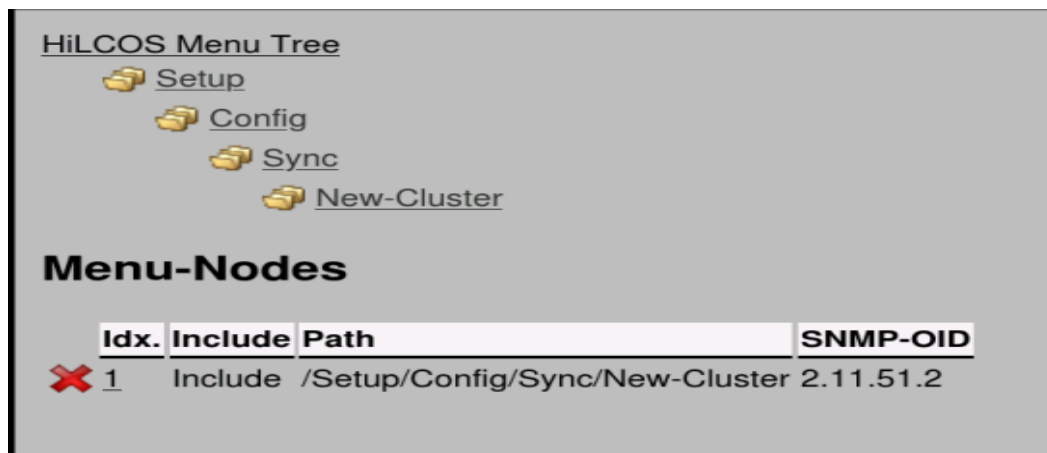 HiLCOS Menu Tree
Setup
Config
Sync
New-Cluster
Menu-Nodes
Idx. Include Path SNMP-OID
1 Include /Setup/Config/Sync/New-Cluster 2.11.51.2